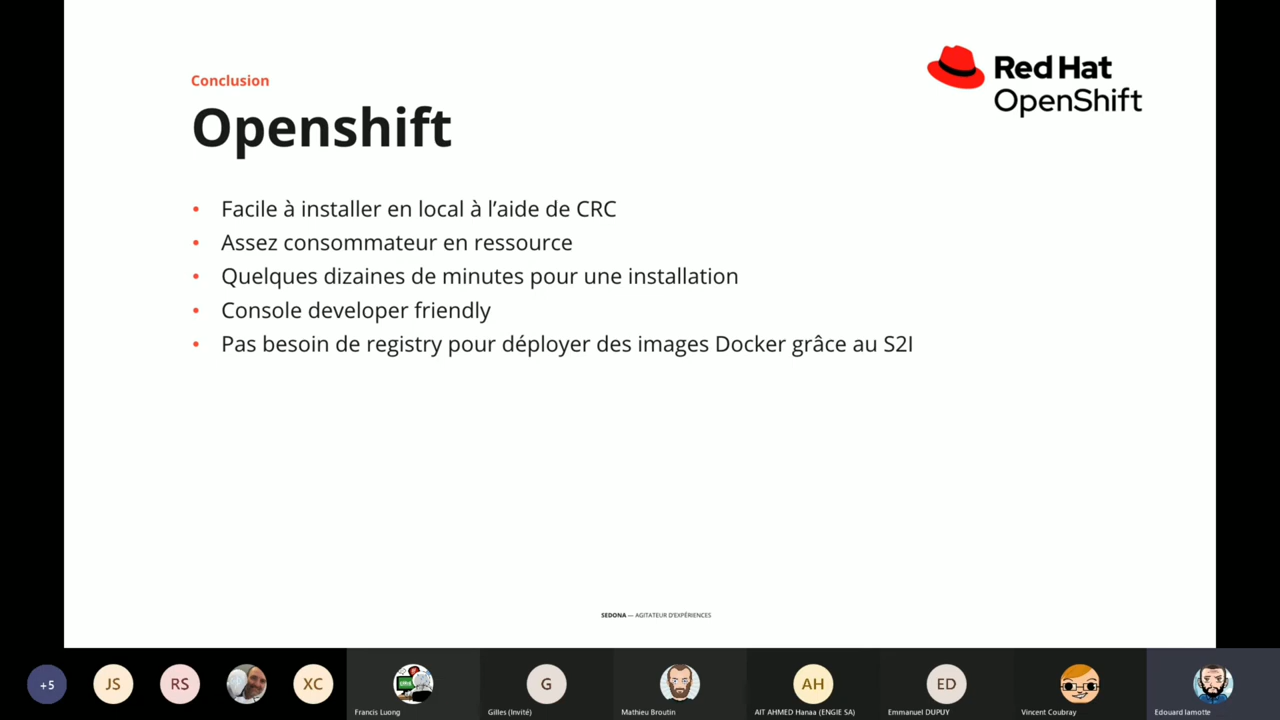 Conclusion
Openshift
Red Hat
OpenShift
• Facile à installer en local à l’aide de CRC
• Assez consommateur en ressource
• Quelques dizaines de minutes pour une installation
• Console developer friendly
• Pas besoin de registry pour déployer des images Docker grâce au S2I
SEDONA — AGITATEUR D'EXPÉRIENCES
+5
JS
RS
XC
G
AH
ED
Francis Luong
Gilles (Invité)
Mathieu Broutin
AIT AHMED Hanaa (ENGIE SA)
Emmanuel DUPUY
Vincent Coubray
Edouard lamotte